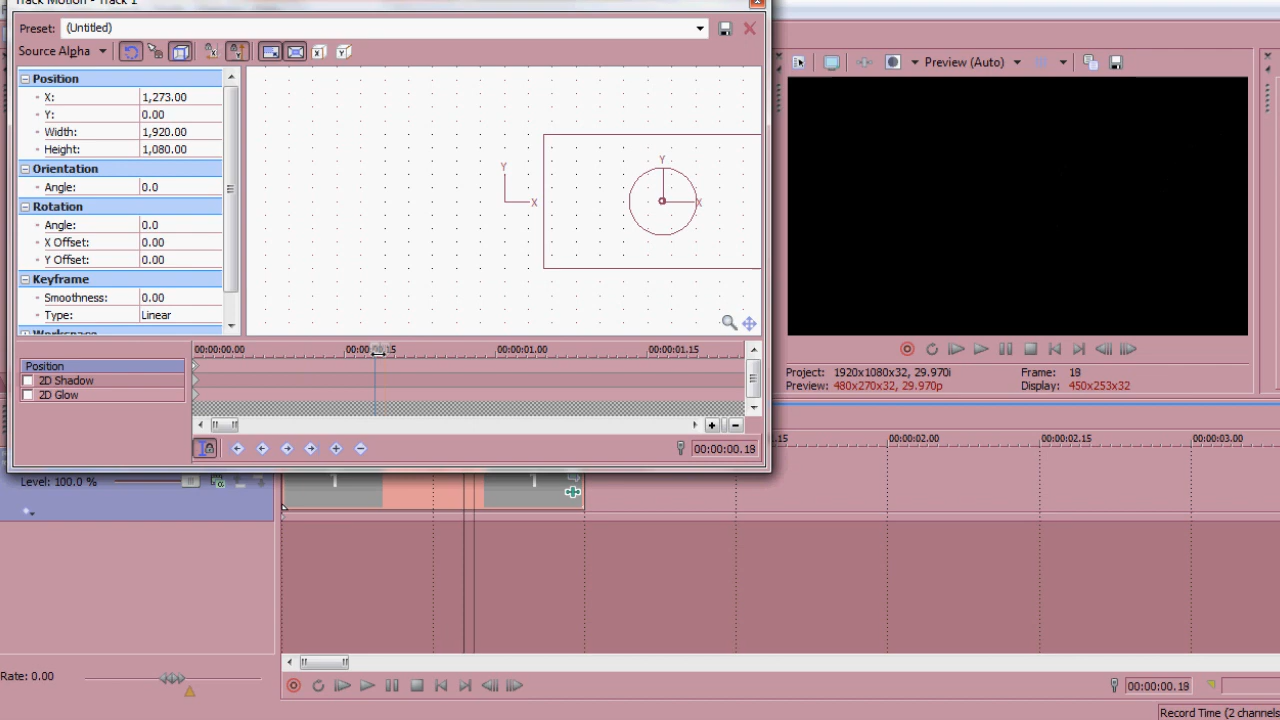 Track Motion - Track 1
Preset: (Untitled)
Source Alpha
Position
X: 1,273.00
Y: 0.00
Width: 1,920.00
Height: 1,080.00
Orientation
Angle: 0.0
Rotation
Angle: 0.0
X Offset: 0.00
Y Offset: 0.00
Keyframe
Smoothness: 0.00
Type: Linear
Workspace
Y
X
Y
X
Preview (Auto)
Project: 1920x1080x32, 29.970i
Frame: 19
Preview: 480x270x32, 29.970p
Display: 450x253x32
00:00:00.00
00:00:01.00
00:00:01.15
Position
2D Shadow
2D Glow
00:00:00.19
00:00:02.00
00:00:02.15
00:00:03.00
Level: 100.0 %
Rate: 0.00
00:00:00.19
Record Time (2 channels